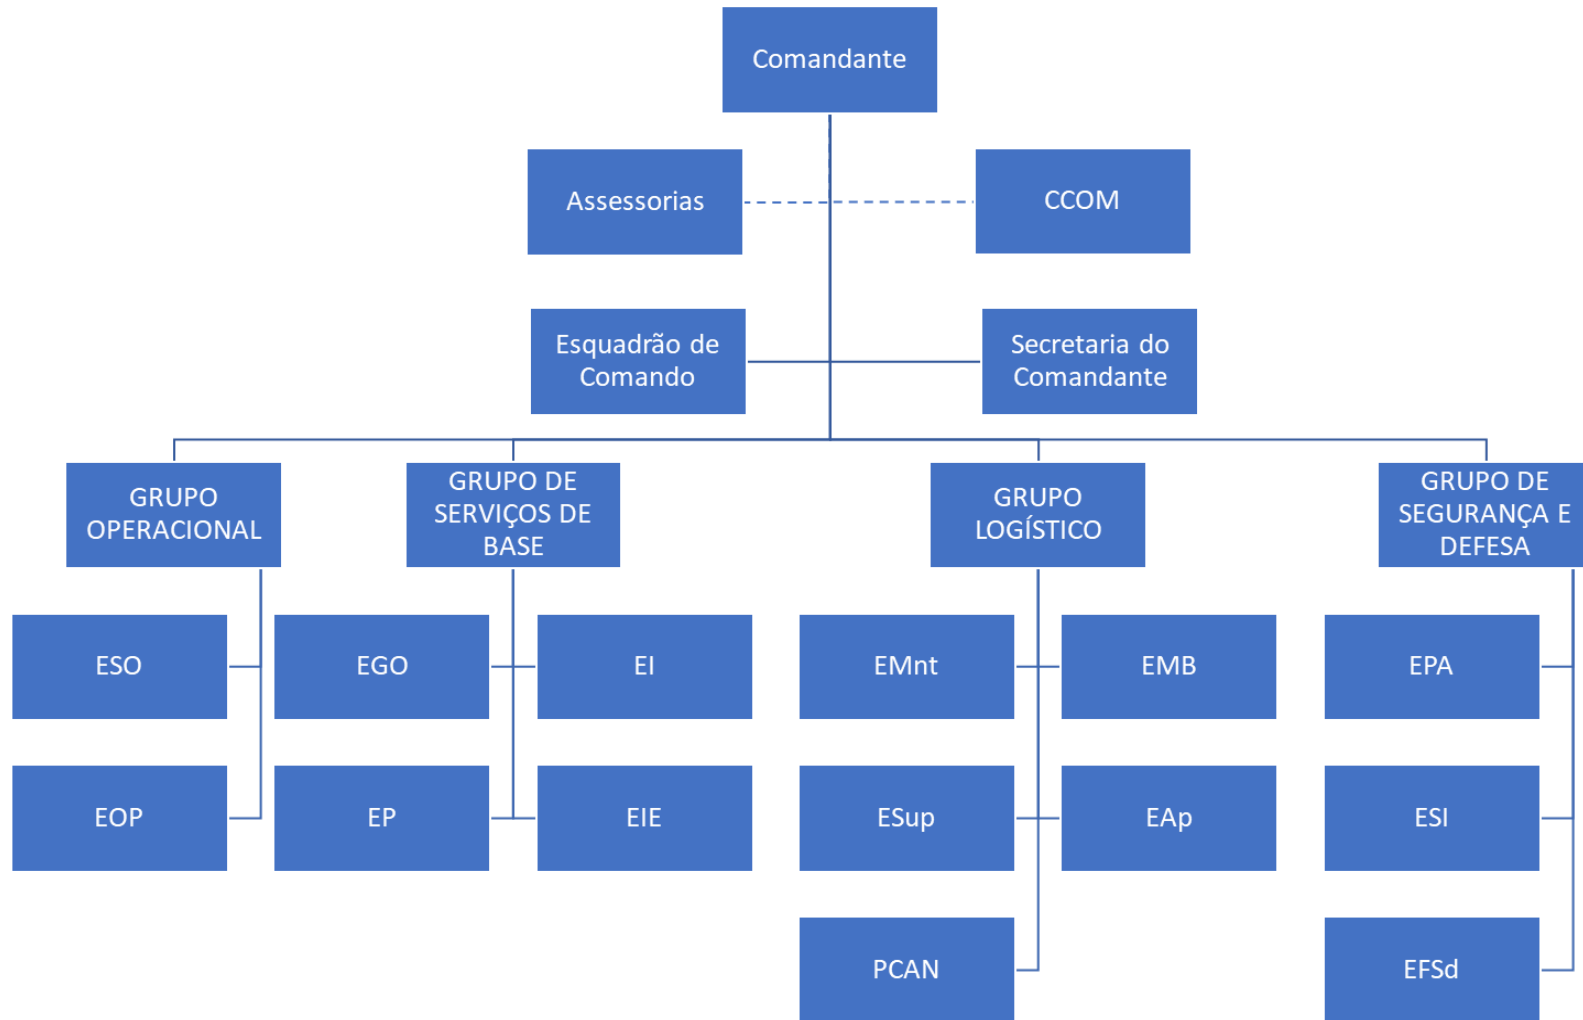 Comandante
Assessorias
CCOM
Esquadrão de
Comando
Secretaria do
Comandante
GRUPO
OPERACIONAL
GRUPO DE
SERVIÇOS DE
BASE
GRUPO
LOGÍSTICO
GRUPO DE
SEGURANÇA E
DEFESA
ESO
EGO
EI
EMnt
EMB
EPA
EOP
EP
EIE
ESup
EAp
ESI
PCAN
EFSd